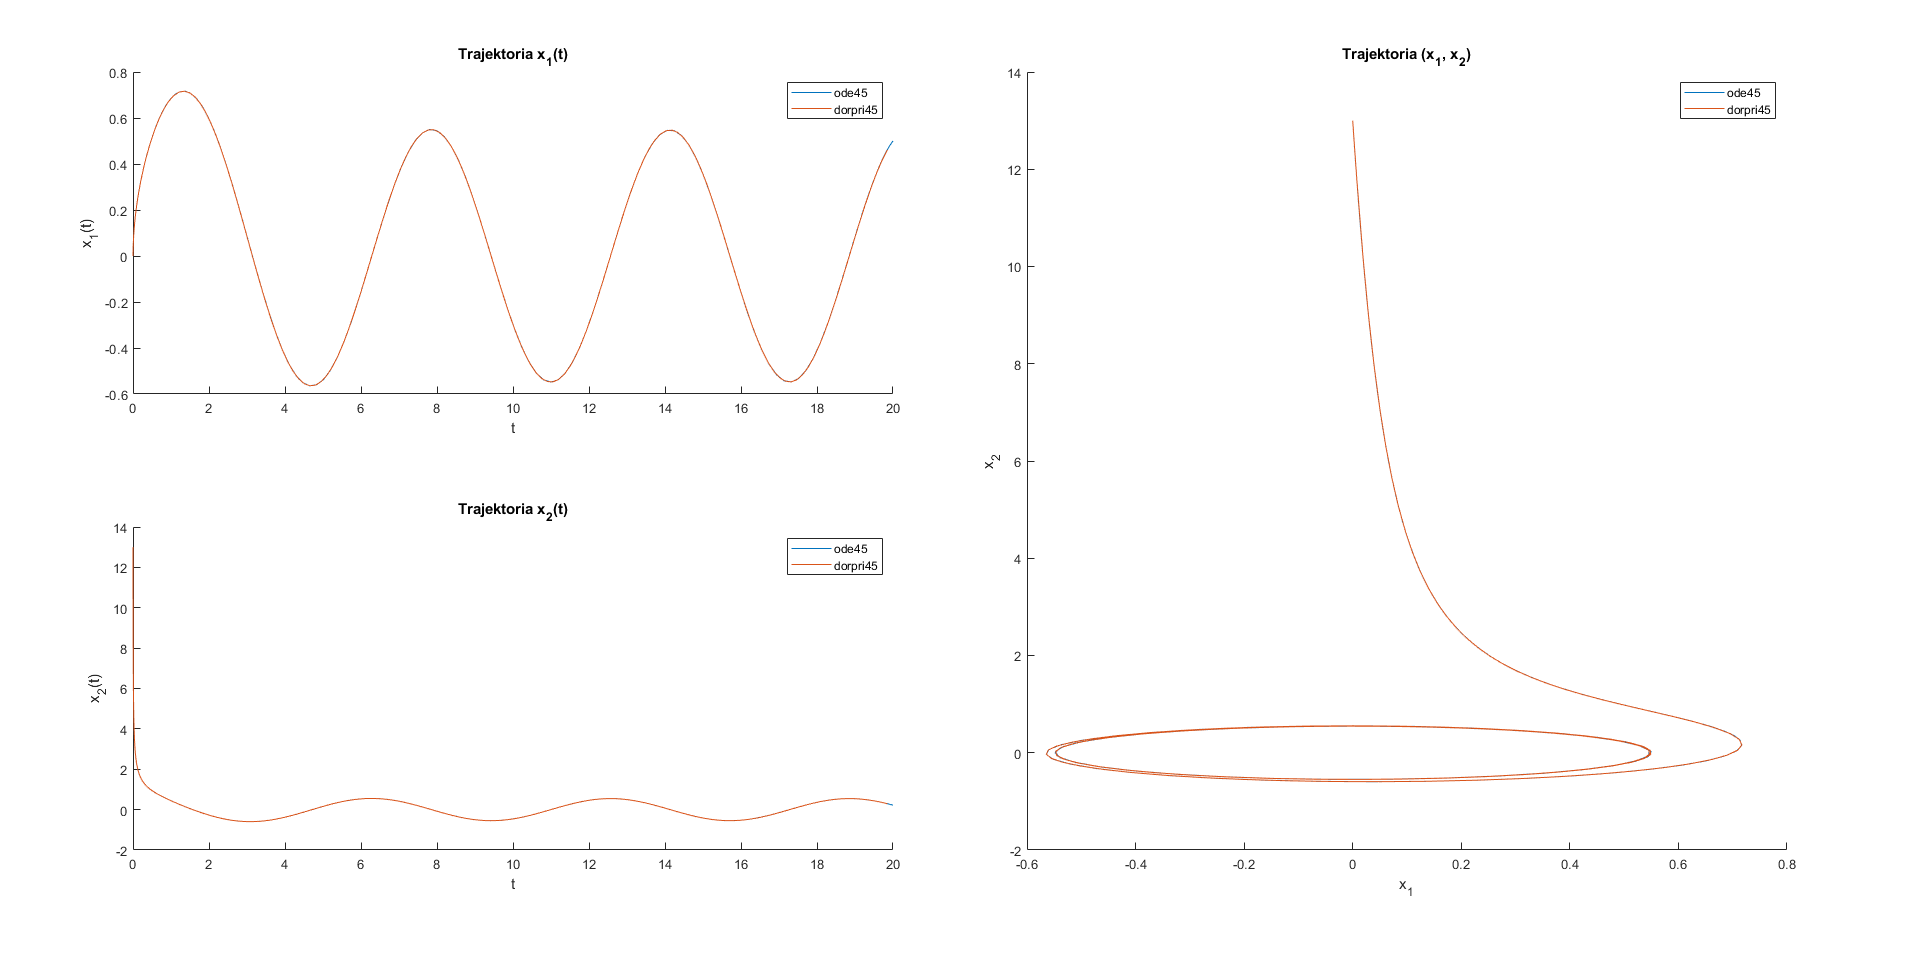 Trajektoria x1(t)
0.8
0.6
0.4
0.2
0
-0.2
-0.4
-0.6
x1(t)
0 2 4 6 8 10 12 14 16 18 20
t
ode45
dorpri45
Trajektoria x2(t)
14
12
10
8
6
4
2
0
-2
x2(t)
0 2 4 6 8 10 12 14 16 18 20
t
ode45
dorpri45
Trajektoria (x1, x2)
14
12
10
8
6
4
2
0
-2
x2
-0.6 -0.4 -0.2 0 0.2 0.4 0.6 0.8
x1
ode45
dorpri45